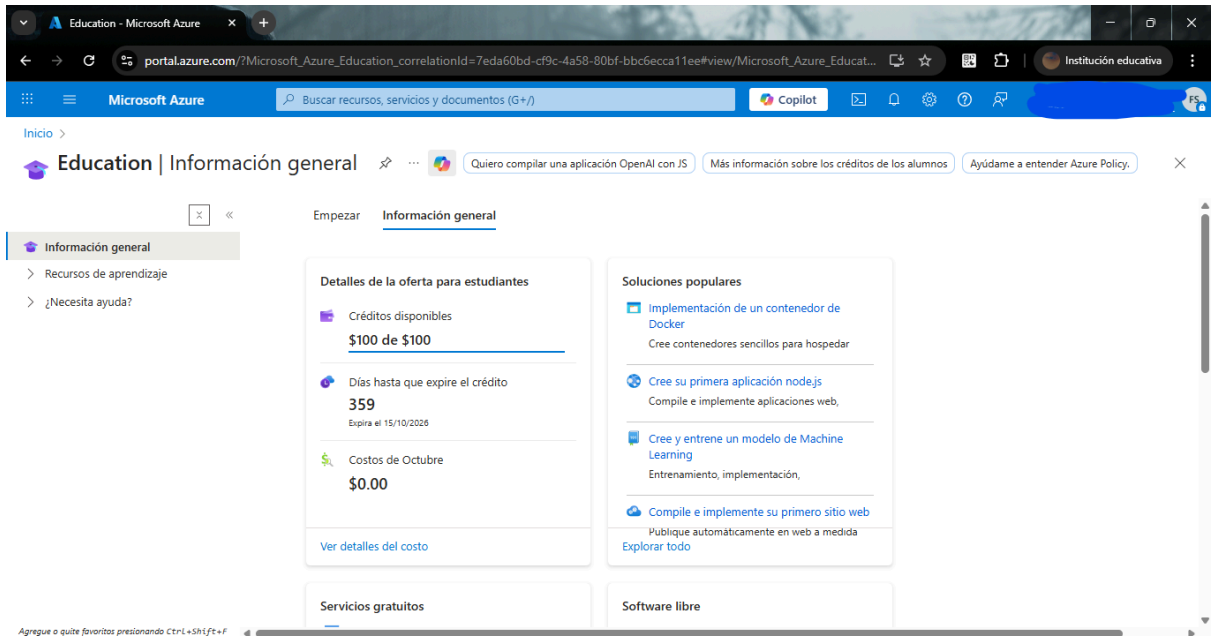 Education - Microsoft Azure
portal.azure.com/?Microsoft_Azure_Education_correlationId=7eda60bd-cf9c-4a58-80bf-bbc6ecca11ee#view/Microsoft_Azure_Educat...
Institución educativa
Microsoft Azure
Buscar recursos, servicios y documentos (G+/)
Copilot
FS
Inicio >
Education | Información general
Quiero compilar una aplicación OpenAI con JS
Más información sobre los créditos de los alumnos
Ayúdame a entender Azure Policy.
Información general
Recursos de aprendizaje
¿Necesita ayuda?
Empezar
Información general
Detalles de la oferta para estudiantes
Créditos disponibles
$100 de $100
Días hasta que expire el crédito
359
Expira el 15/10/2026
Costos de Octubre
$0.00
Ver detalles del costo
Soluciones populares
Implementación de un contenedor de
Docker
Cree contenedores sencillos para hospedar
Cree su primera aplicación node.js
Compile e implemente aplicaciones web,
Cree y entrene un modelo de Machine
Learning
Entrenamiento, implementación,
Compile e implemente su primero sitio web
Publique automáticamente en web a medida
Explorar todo
Servicios gratuitos
Software libre
Agregue o quite favoritos presionando Ctrl+Shift+F